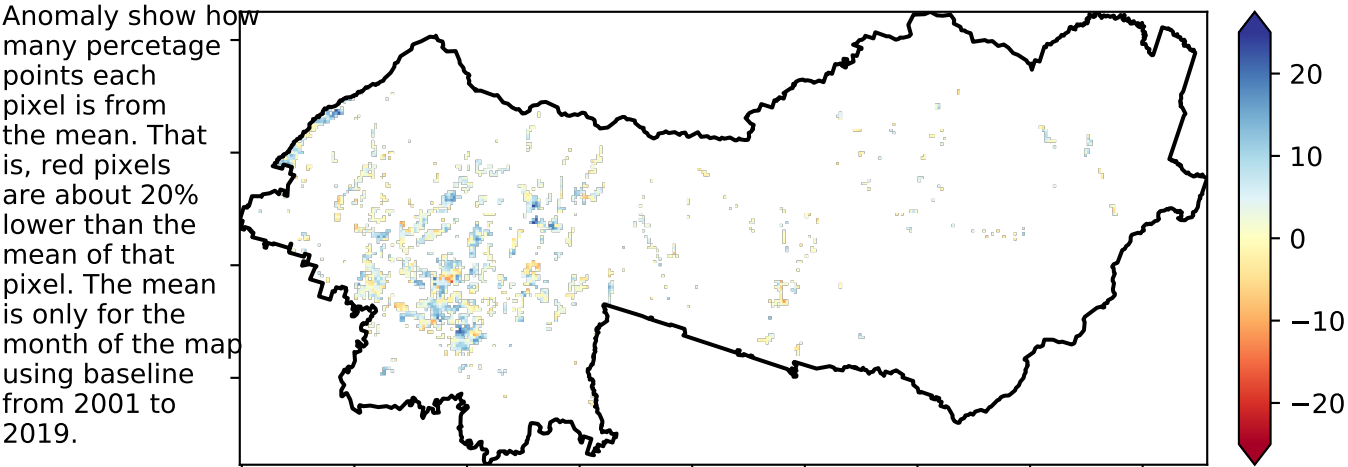 Anomaly show how
many percetage
points each
pixel is from
the mean. That
is, red pixels
are about 20%
lower than the
mean of that
pixel. The mean
is only for the
month of the map
using baseline
from 2001 to
2019.
20
10
0
−10
−20